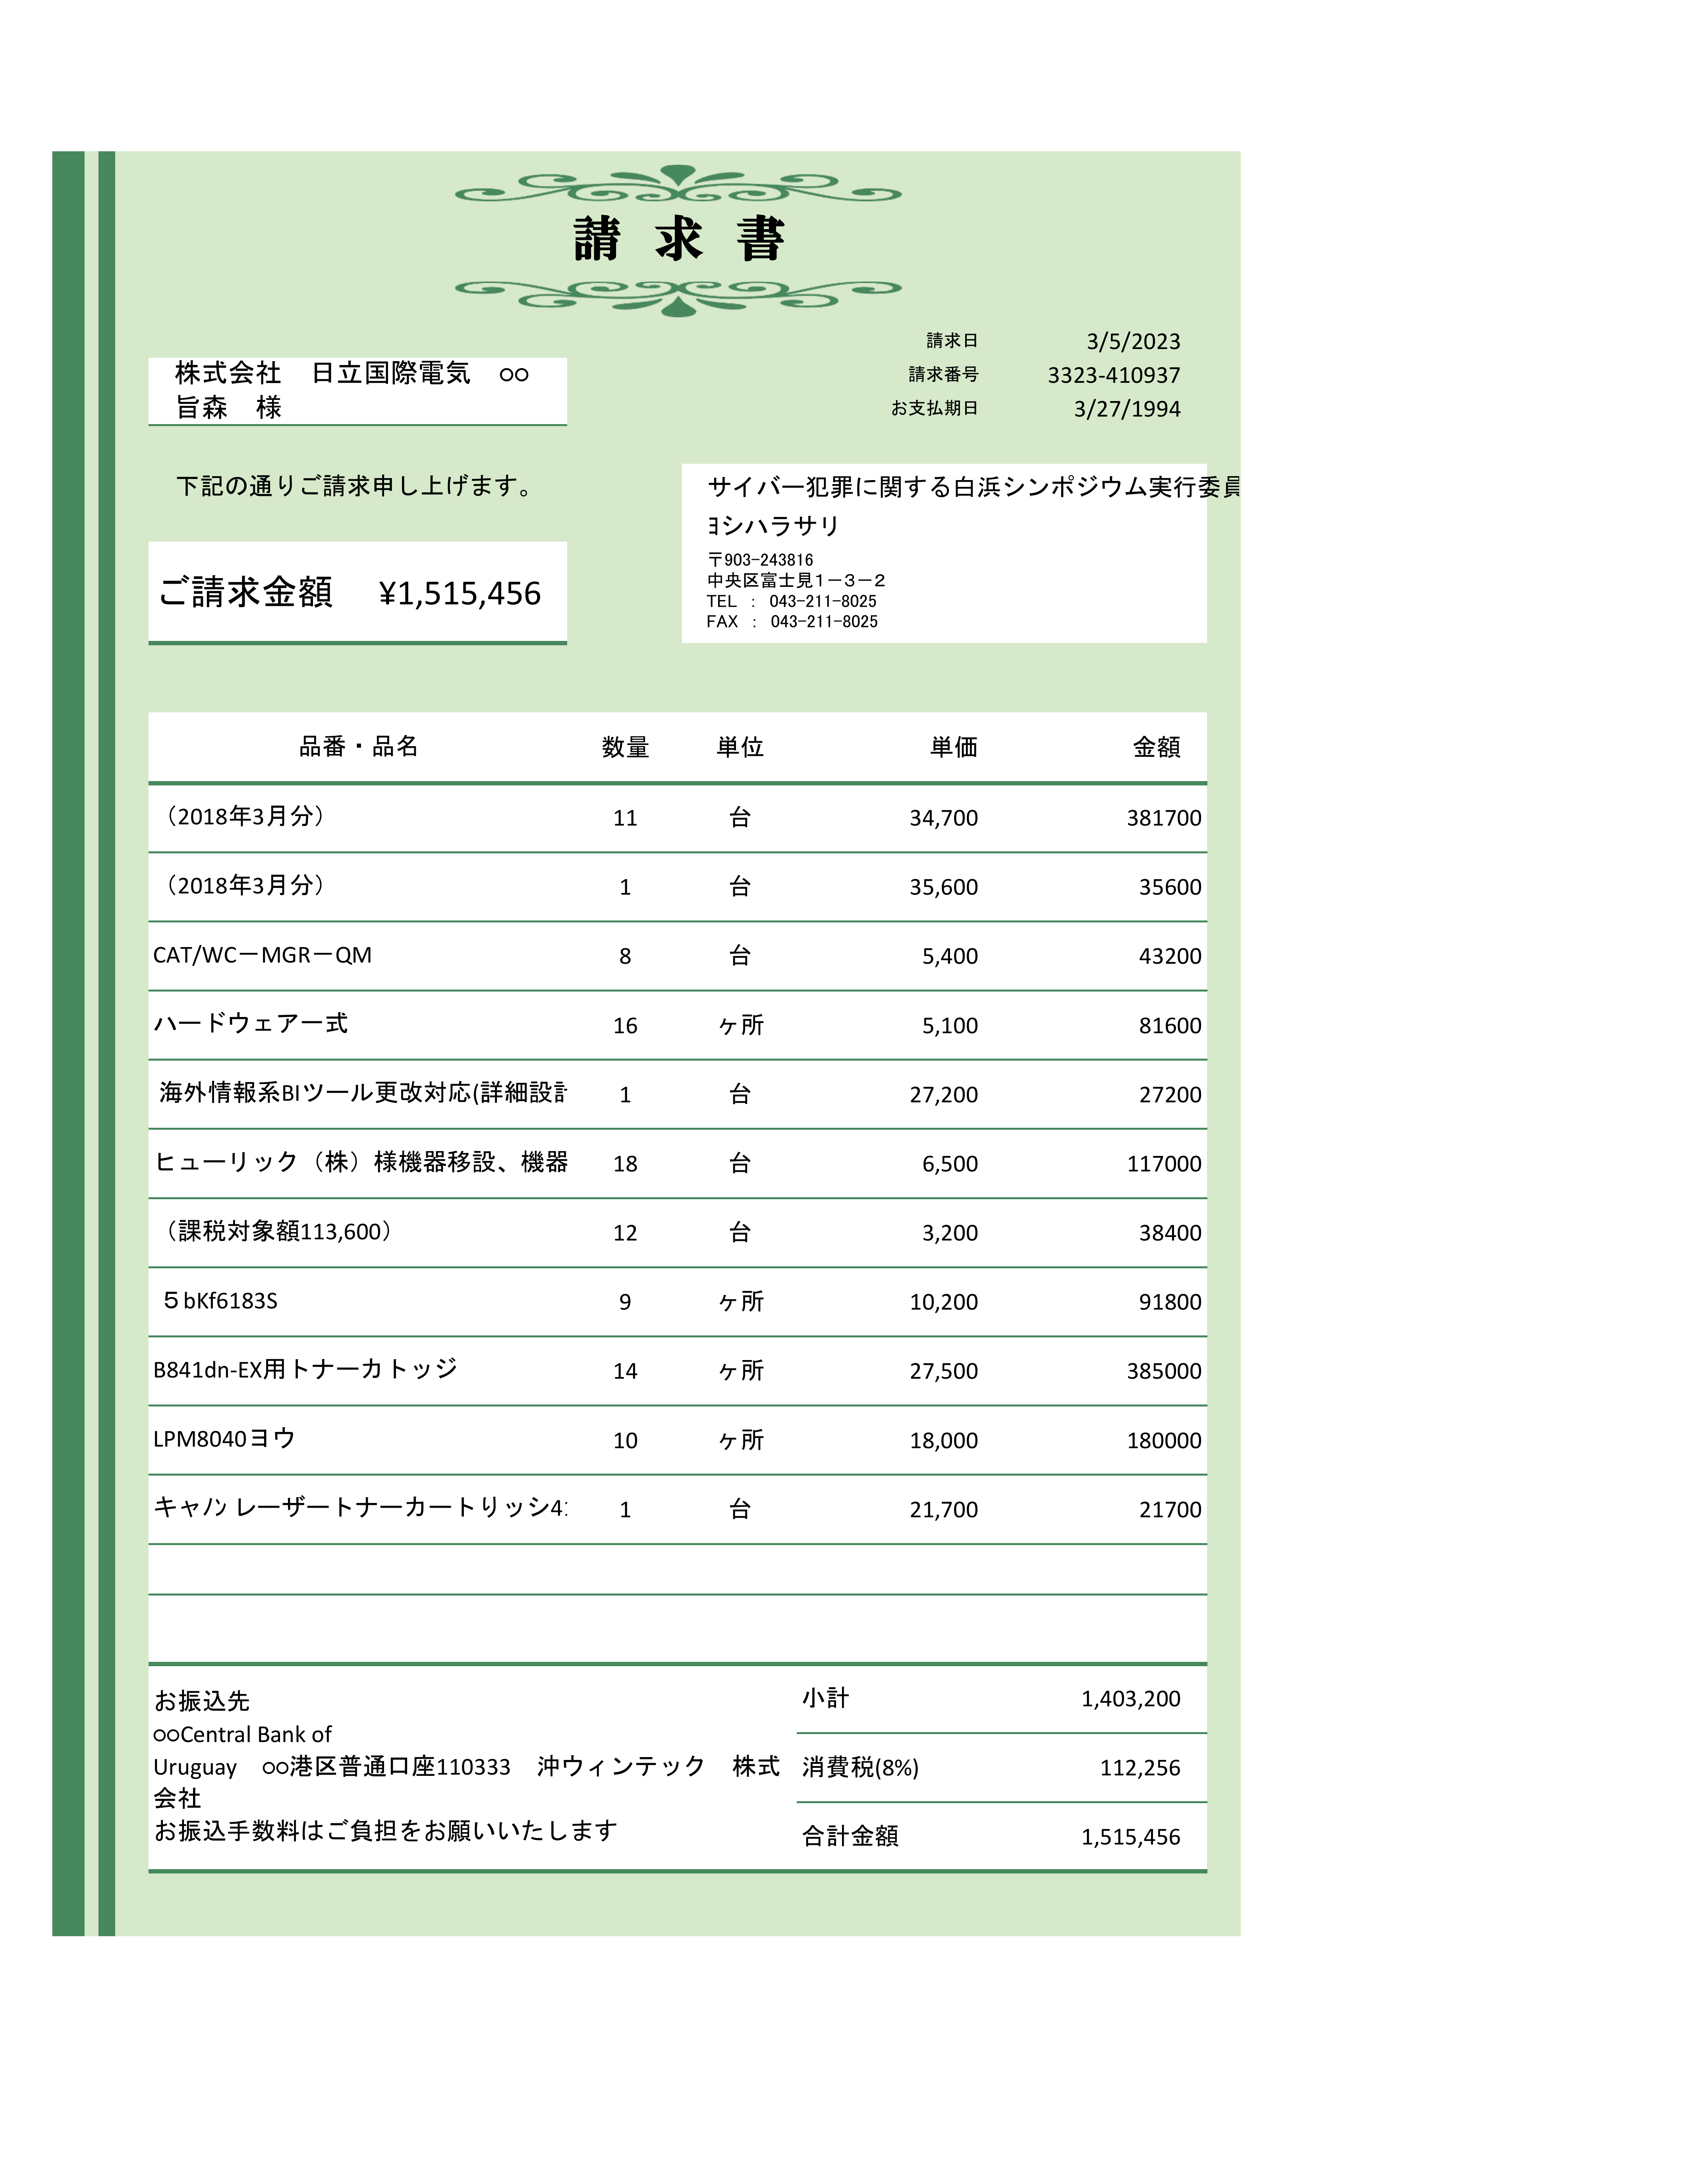 請 求 書
請求日 3/5/2023
株式会社　日立国際電気　○○
旨森　様
請求番号 3323-410937
お支払期日 3/27/1994
下記の通りご請求申し上げます。
サイバー犯罪に関する白浜シンポジウム実行委員
ﾖシハラサリ
〒903-243816
中央区富士見１－３－２
TEL ： 043-211-8025
FAX ： 043-211-8025
ご請求金額 ¥1,515,456
品番・品名 数量 単位 単価 金額
（2018年3月分） 11 台 34,700 381700
（2018年3月分） 1 台 35,600 35600
CAT/WCーMGRーQM 8 台 5,400 43200
ハードウェアー式 16 ヶ所 5,100 81600
海外情報系BIツール更改対応(詳細設計 1 台 27,200 27200
ヒューリック（株）様機器移設、機器 18 台 6,500 117000
（課税対象額113,600） 12 台 3,200 38400
５bKf6183S 9 ヶ所 10,200 91800
B841dn-EX用トナーカトッジ 14 ヶ所 27,500 385000
LPM8040ヨウ 10 ヶ所 18,000 180000
キャﾉﾝ レーザートナーカートりッシ4 1 台 21,700 21700
お振込先
○○Central Bank of
Uruguay　○○港区普通口座110333　沖ウィンテック　株式
会社
お振込手数料はご負担をお願いいたします
小計 1,403,200
消費税(8%) 112,256
合計金額 1,515,456